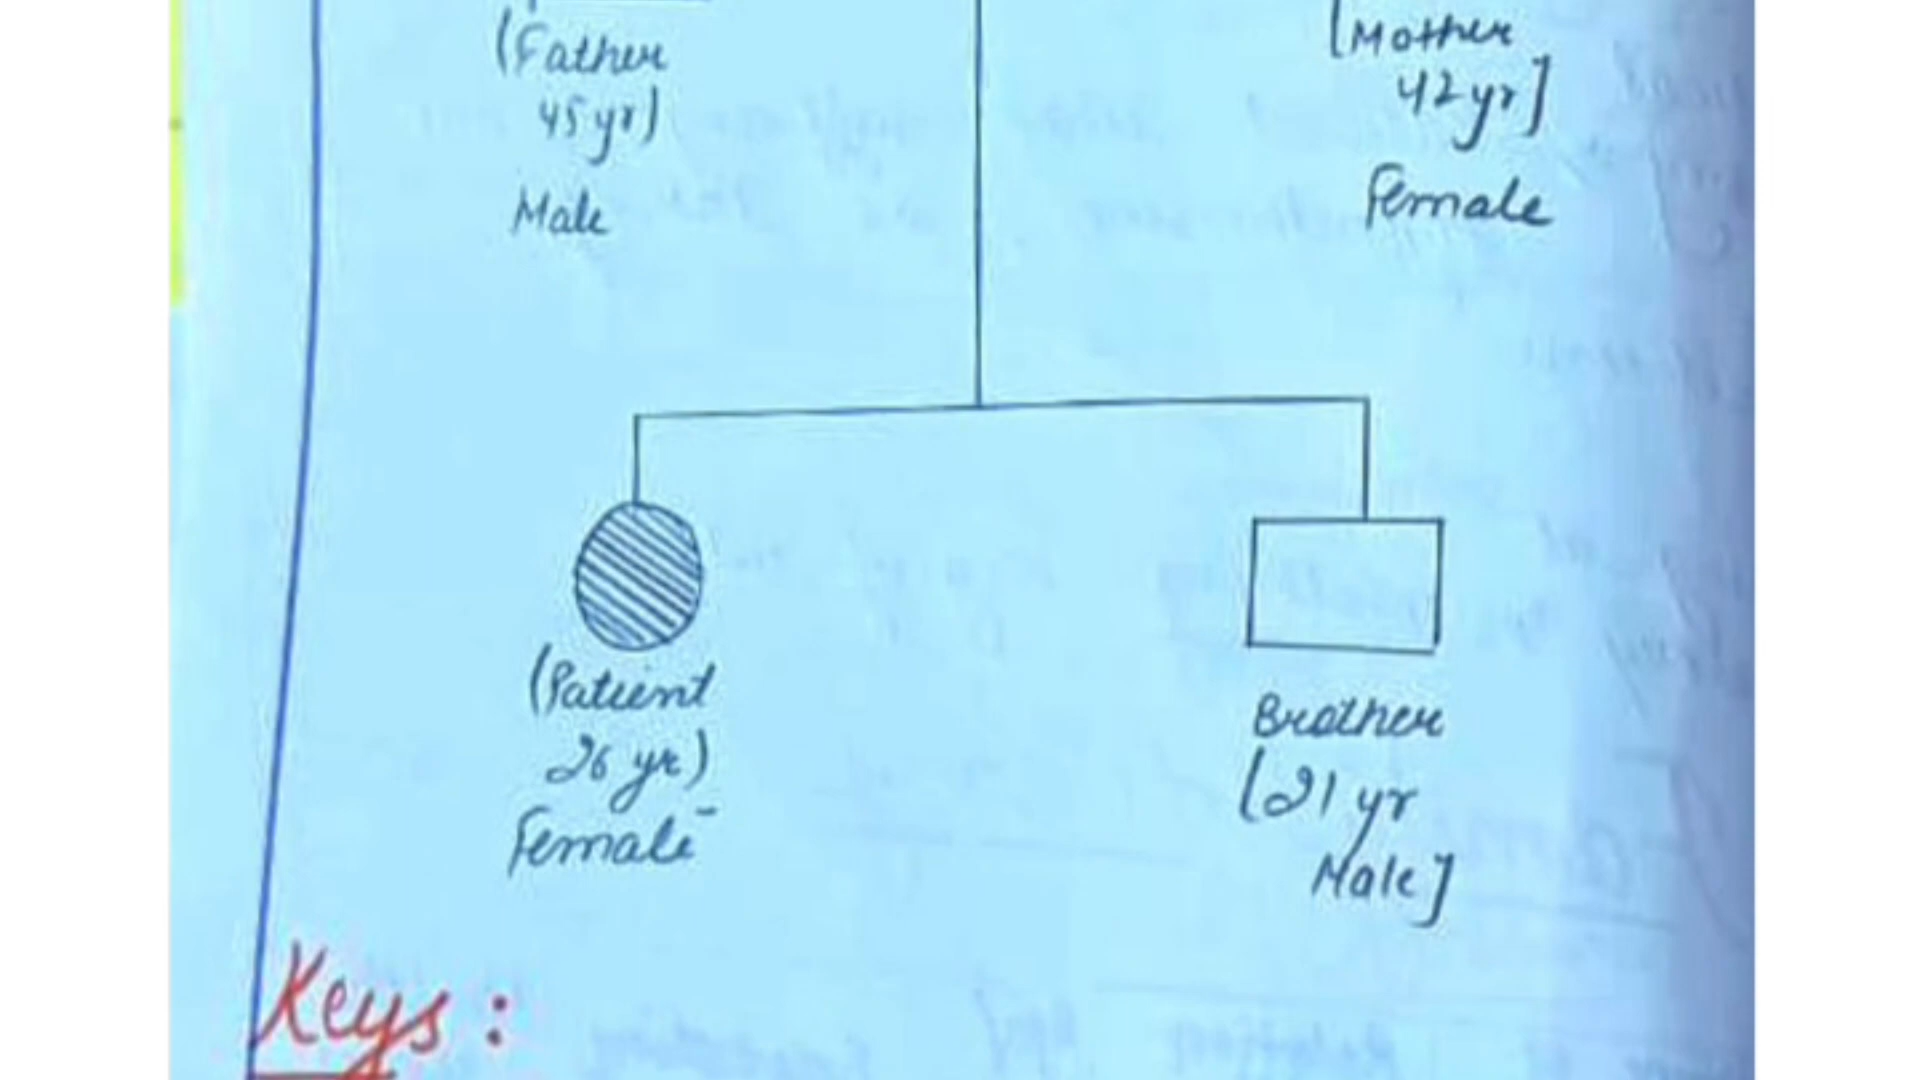 (Father
45 yr)
Male
[Mother
42 yr]
Female
(Patient
26 yr)
Female
Brother
[21 yr
Male]
Keys :